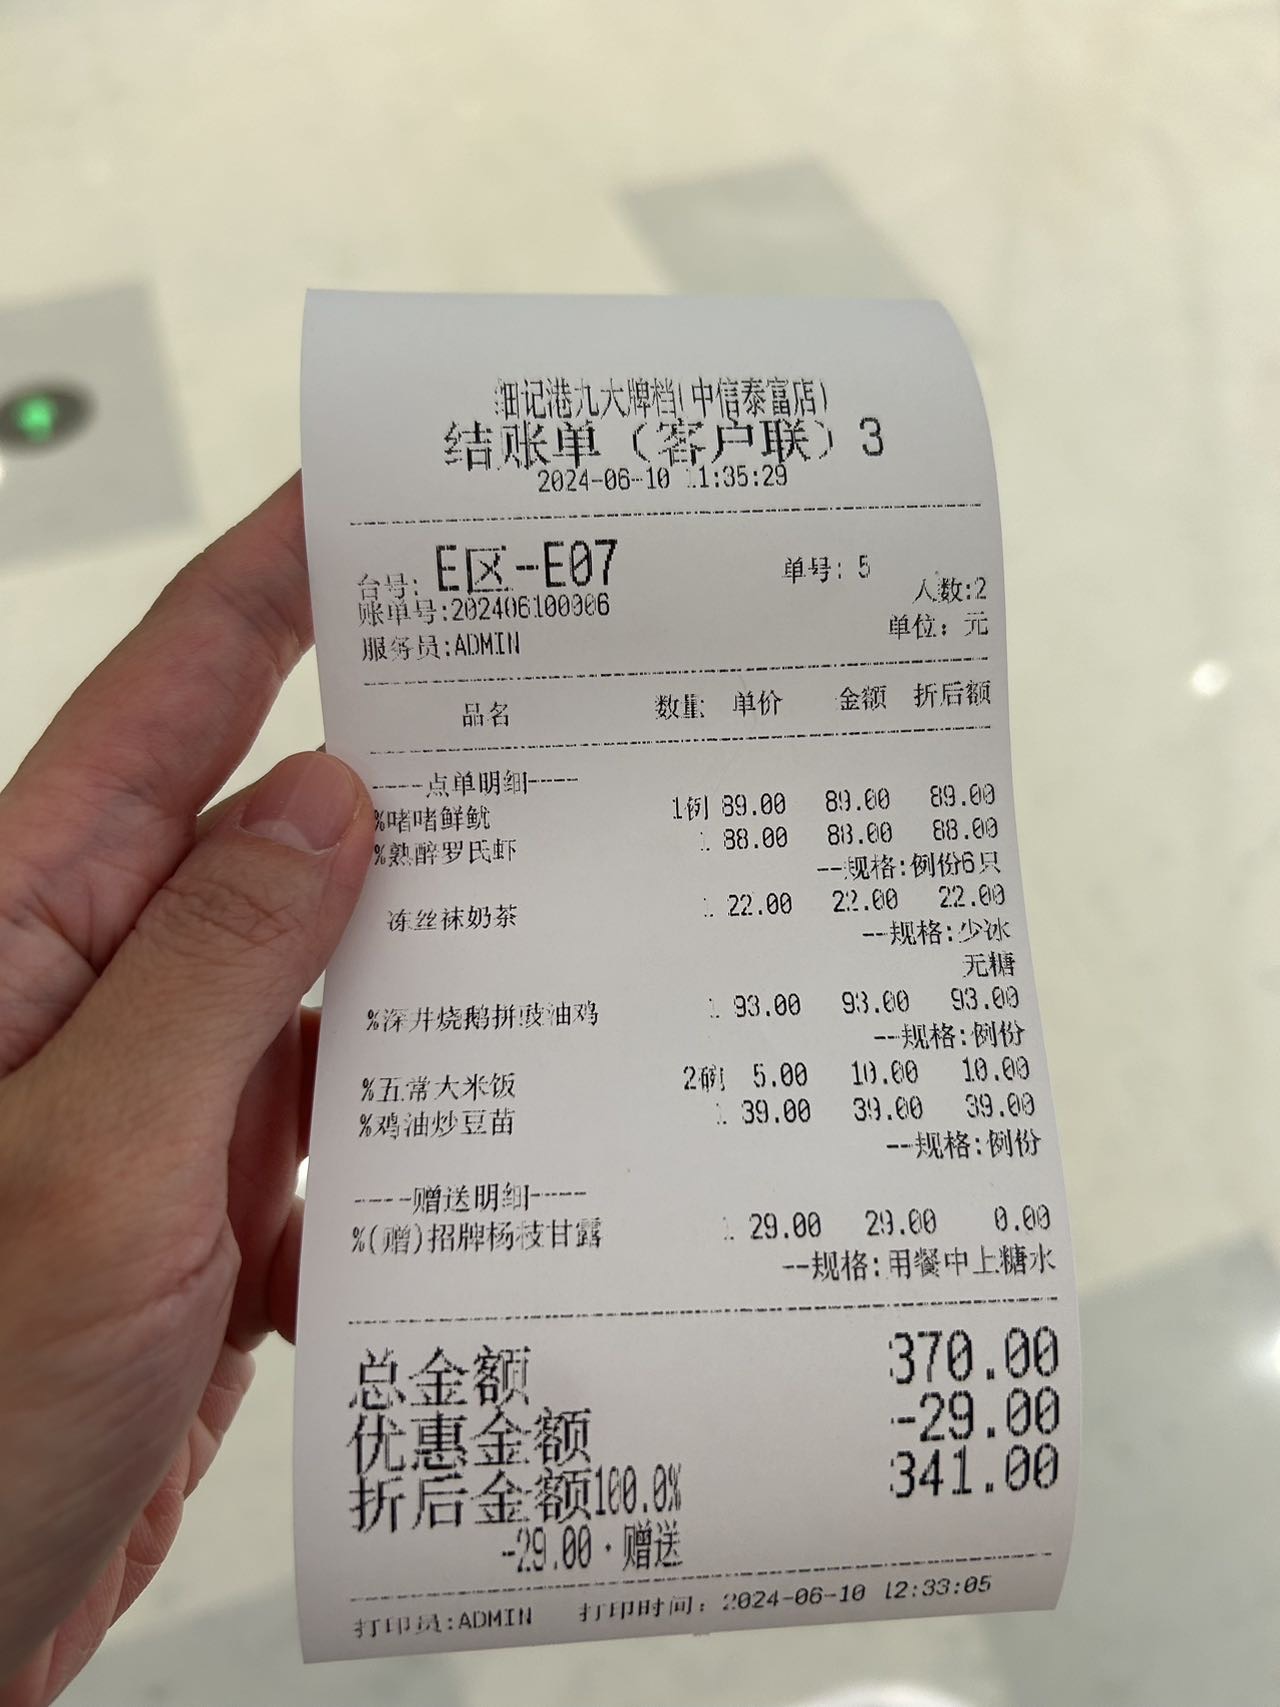 细记港九大牌档(中信泰富店)
结账单（客户联）3
2024-06-10 11:35:29
台号: E区-E07 单号: 5
人数:2
账单号:202406100006
单位: 元
服务员:ADMIN
品名 数量 单价 金额 折后额
----点单明细----
%啫啫鲜鱿 1例 89.00 89.00 89.00
%熟醉罗氏虾 1 88.00 88.00 88.00
--规格:例份6只
冻丝袜奶茶 1 22.00 22.00 22.00
--规格:少冰
无糖
%深井烧鹅拼豉油鸡 1 93.00 93.00 93.00
--规格:例份
%五常大米饭 2碗 5.00 10.00 10.00
%鸡油炒豆苗 1 39.00 39.00 39.00
--规格:例份
----赠送明细----
%(赠)招牌杨枝甘露 1 29.00 29.00 0.00
--规格:用餐中上糖水
总金额 370.00
优惠金额 -29.00
折后金额100.0% 341.00
-29.00·赠送
打印员:ADMIN 打印时间: 2024-06-10 12:33:05